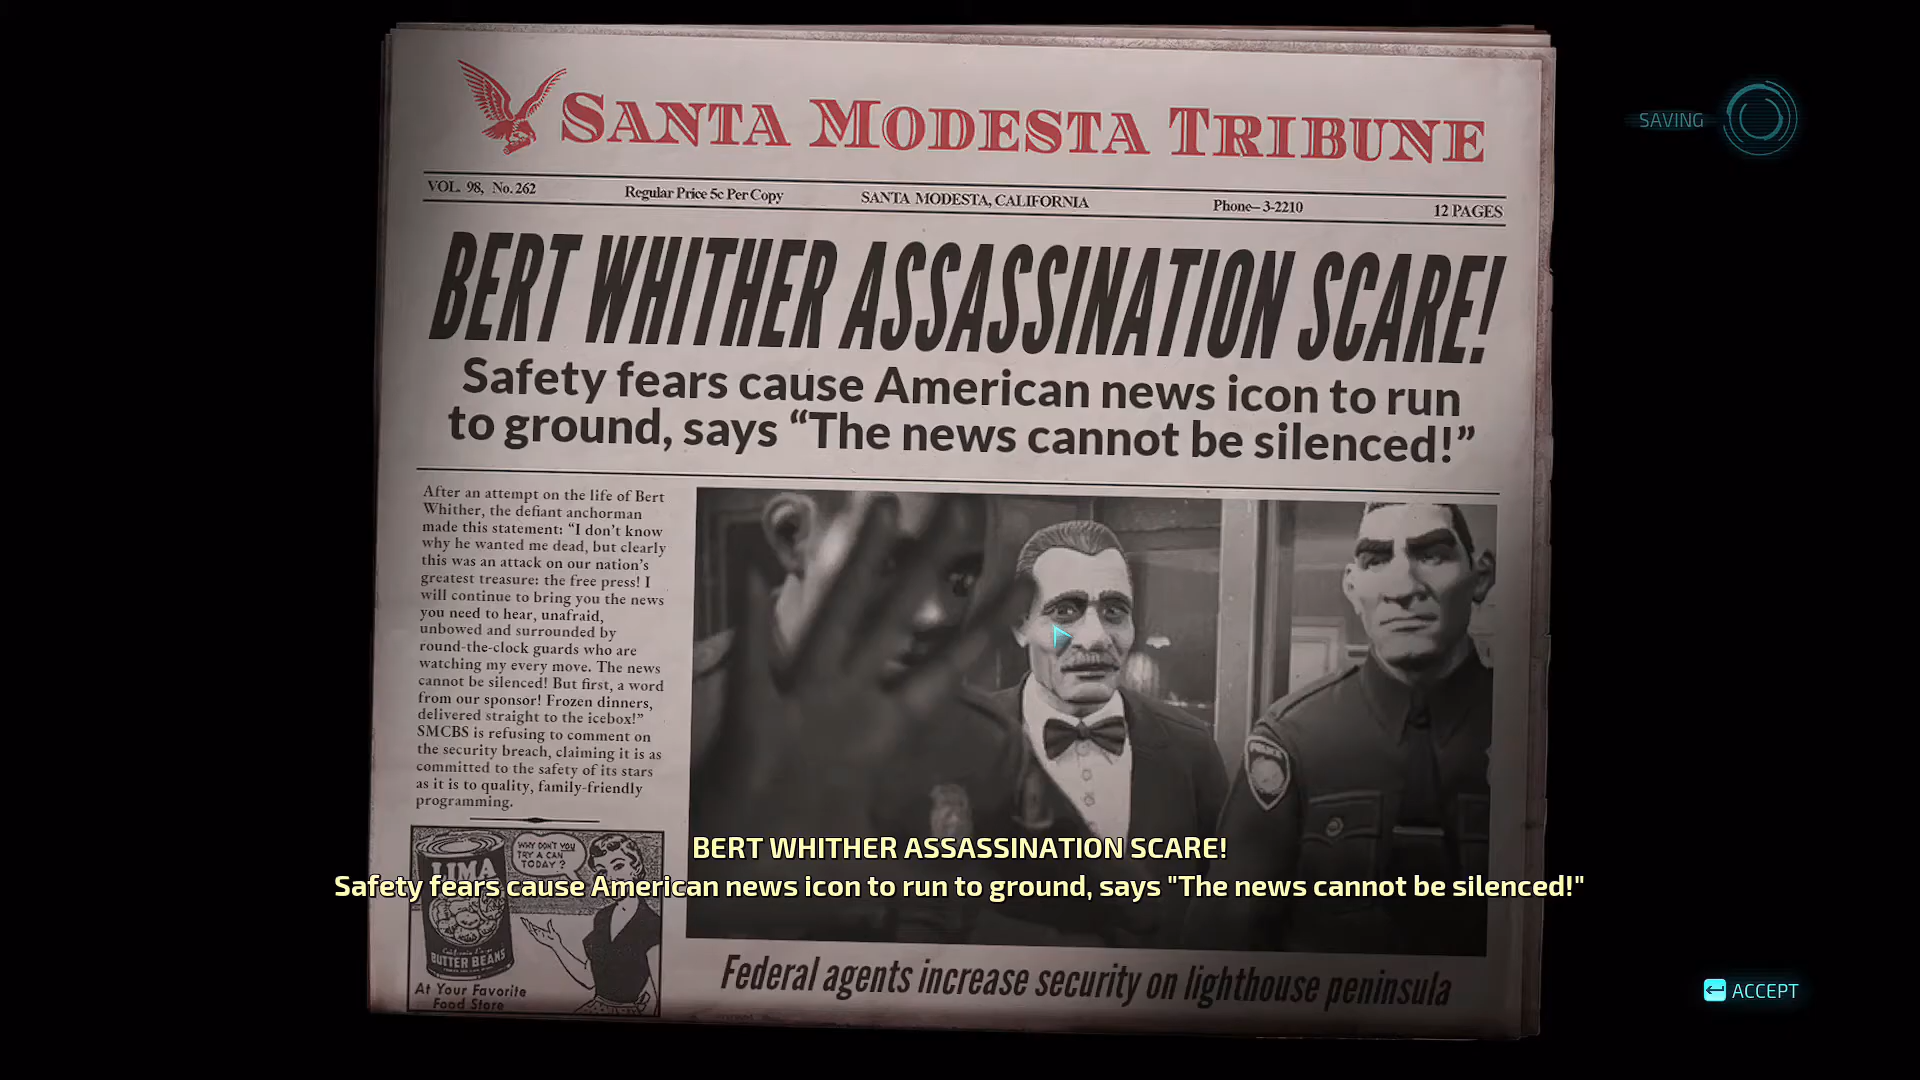 SANTA MODESTA TRIBUNE
SAVING
VOL. 98, No. 262 Regular Price 5c Per Copy SANTA MODESTA, CALIFORNIA Phone– 3-2210 12 PAGES
BERT WHITHER ASSASSINATION SCARE!
Safety fears cause American news icon to run
to ground, says “The news cannot be silenced!”
After an attempt on the life of Bert
Whither, the defiant anchorman
made this statement: “I don’t know
why he wanted me dead, but clearly
this was an attack on our nation’s
greatest treasure: the free press! I
will continue to bring you the news
you need to hear, unafraid,
unbowed and surrounded by
round-the-clock guards who are
watching my every move. The news
cannot be silenced! But first, a word
from our sponsor! Frozen dinners,
delivered straight to the icebox!”
SMCBS is refusing to comment on
the security breach, claiming it is as
committed to the safety of its stars
as it is to quality, family-friendly
programming.
WHY DON'T YOU
TRY A CAN
TODAY?
LIMA
BUTTER BEANS
At Your Favorite
Food Store
POLICE
BERT WHITHER ASSASSINATION SCARE!
Safety fears cause American news icon to run to ground, says "The news cannot be silenced!"
Federal agents increase security on lighthouse peninsula
ACCEPT